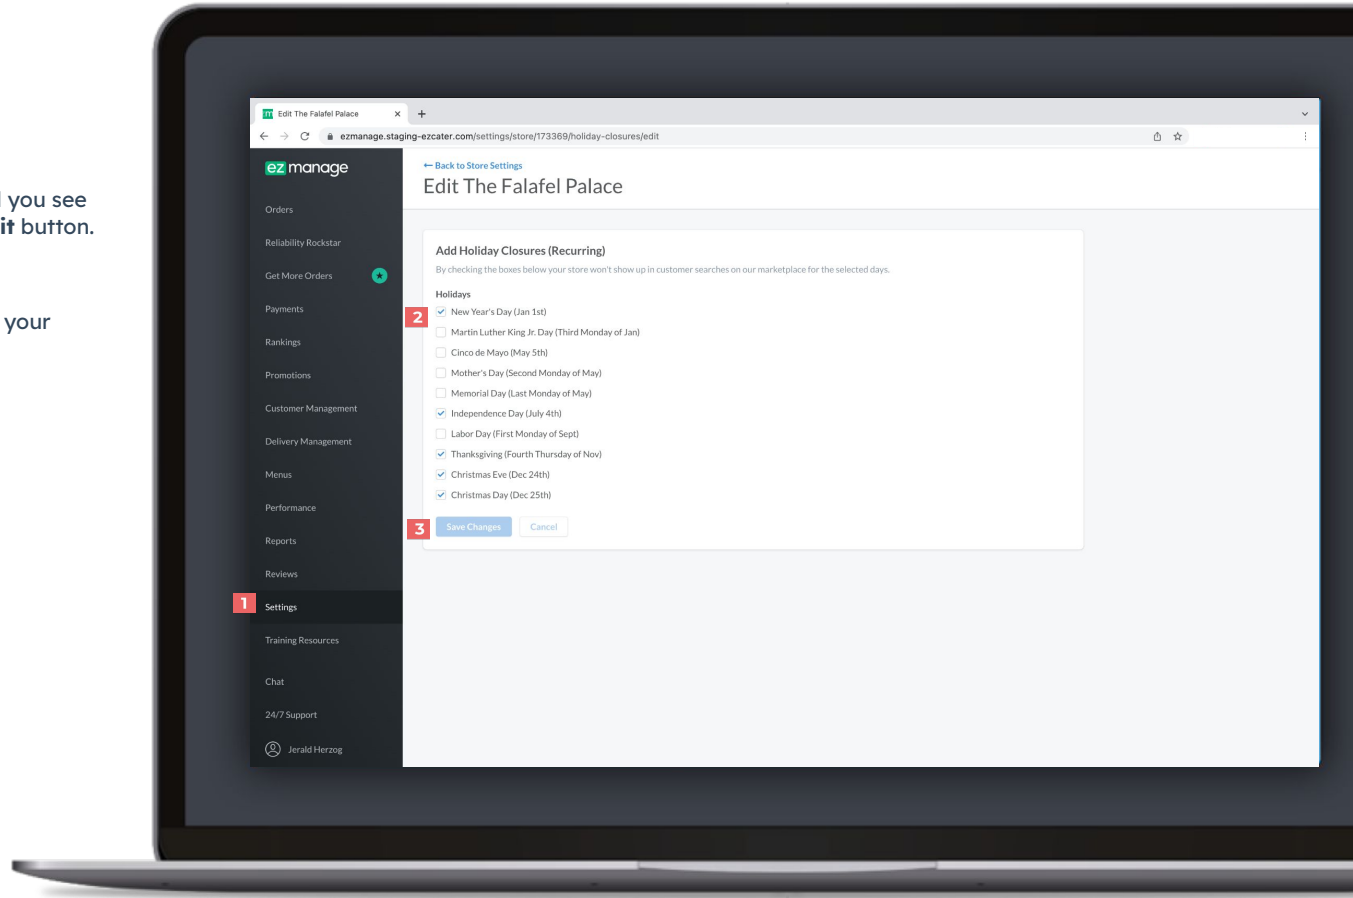 you see
it button.
your
Edit The Falafel Palace
ezmanage.staging-ezcater.com/settings/store/173369/holiday-closures/edit
ez manage
Orders
Reliability Rockstar
Get More Orders
Payments
Rankings
Promotions
Customer Management
Delivery Management
Menus
Performance
Reports
Reviews
1
Settings
Training Resources
Chat
24/7 Support
Jerald Herzog
← Back to Store Settings
Edit The Falafel Palace
Add Holiday Closures (Recurring)
By checking the boxes below your store won't show up in customer searches on our marketplace for the selected days.
Holidays
2
New Year's Day (Jan 1st)
Martin Luther King Jr. Day (Third Monday of Jan)
Cinco de Mayo (May 5th)
Mother's Day (Second Monday of May)
Memorial Day (Last Monday of May)
Independence Day (July 4th)
Labor Day (First Monday of Sept)
Thanksgiving (Fourth Thursday of Nov)
Christmas Eve (Dec 24th)
Christmas Day (Dec 25th)
3
Save Changes Cancel